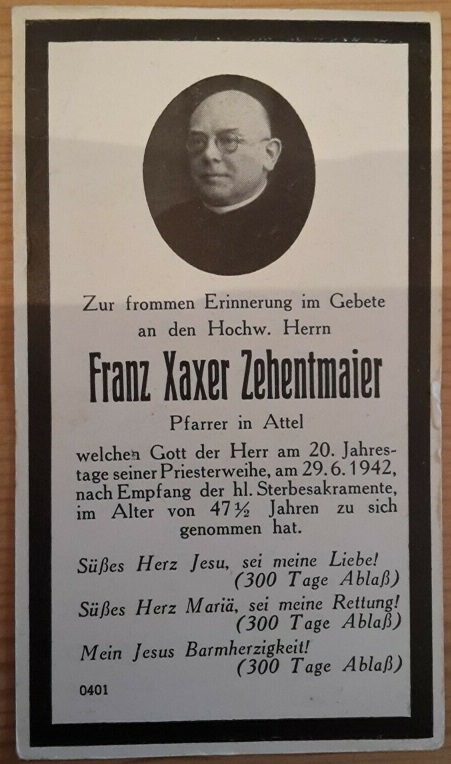 Zur frommen Erinnerung im Gebete
an den Hochw. Herrn
Franz Xaxer Zehentmaier
Pfarrer in Attel
welchen Gott der Herr am 20. Jahres-
tage seiner Priesterweihe, am 29. 6. 1942,
nach Empfang der hl. Sterbesakramente,
im Alter von 47½ Jahren zu sich
genommen hat.
Süßes Herz Jesu, sei meine Liebe!
(300 Tage Ablaß)
Süßes Herz Mariä, sei meine Rettung!
(300 Tage Ablaß)
Mein Jesus Barmherzigkeit!
(300 Tage Ablaß)
0401